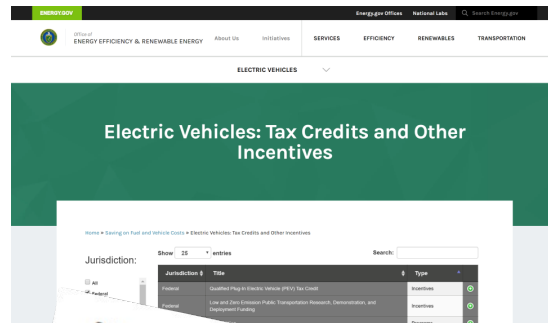 ENERGY.GOV
Energy.gov Offices National Labs Search Energy.gov
Office of
ENERGY EFFICIENCY & RENEWABLE ENERGY
About Us Initiatives SERVICES EFFICIENCY RENEWABLES TRANSPORTATION
ELECTRIC VEHICLES
Electric Vehicles: Tax Credits and Other
Incentives
Home » Saving on Fuel and Vehicle Costs » Electric Vehicles: Tax Credits and Other Incentives
Jurisdiction:
All
Federal
Show 25 entries Search:
Jurisdiction Title Type
Federal Qualified Plug-In Electric Vehicle (PEV) Tax Credit Incentives
Federal Low and Zero Emission Public Transportation Research, Demonstration, and
Deployment Funding Incentives